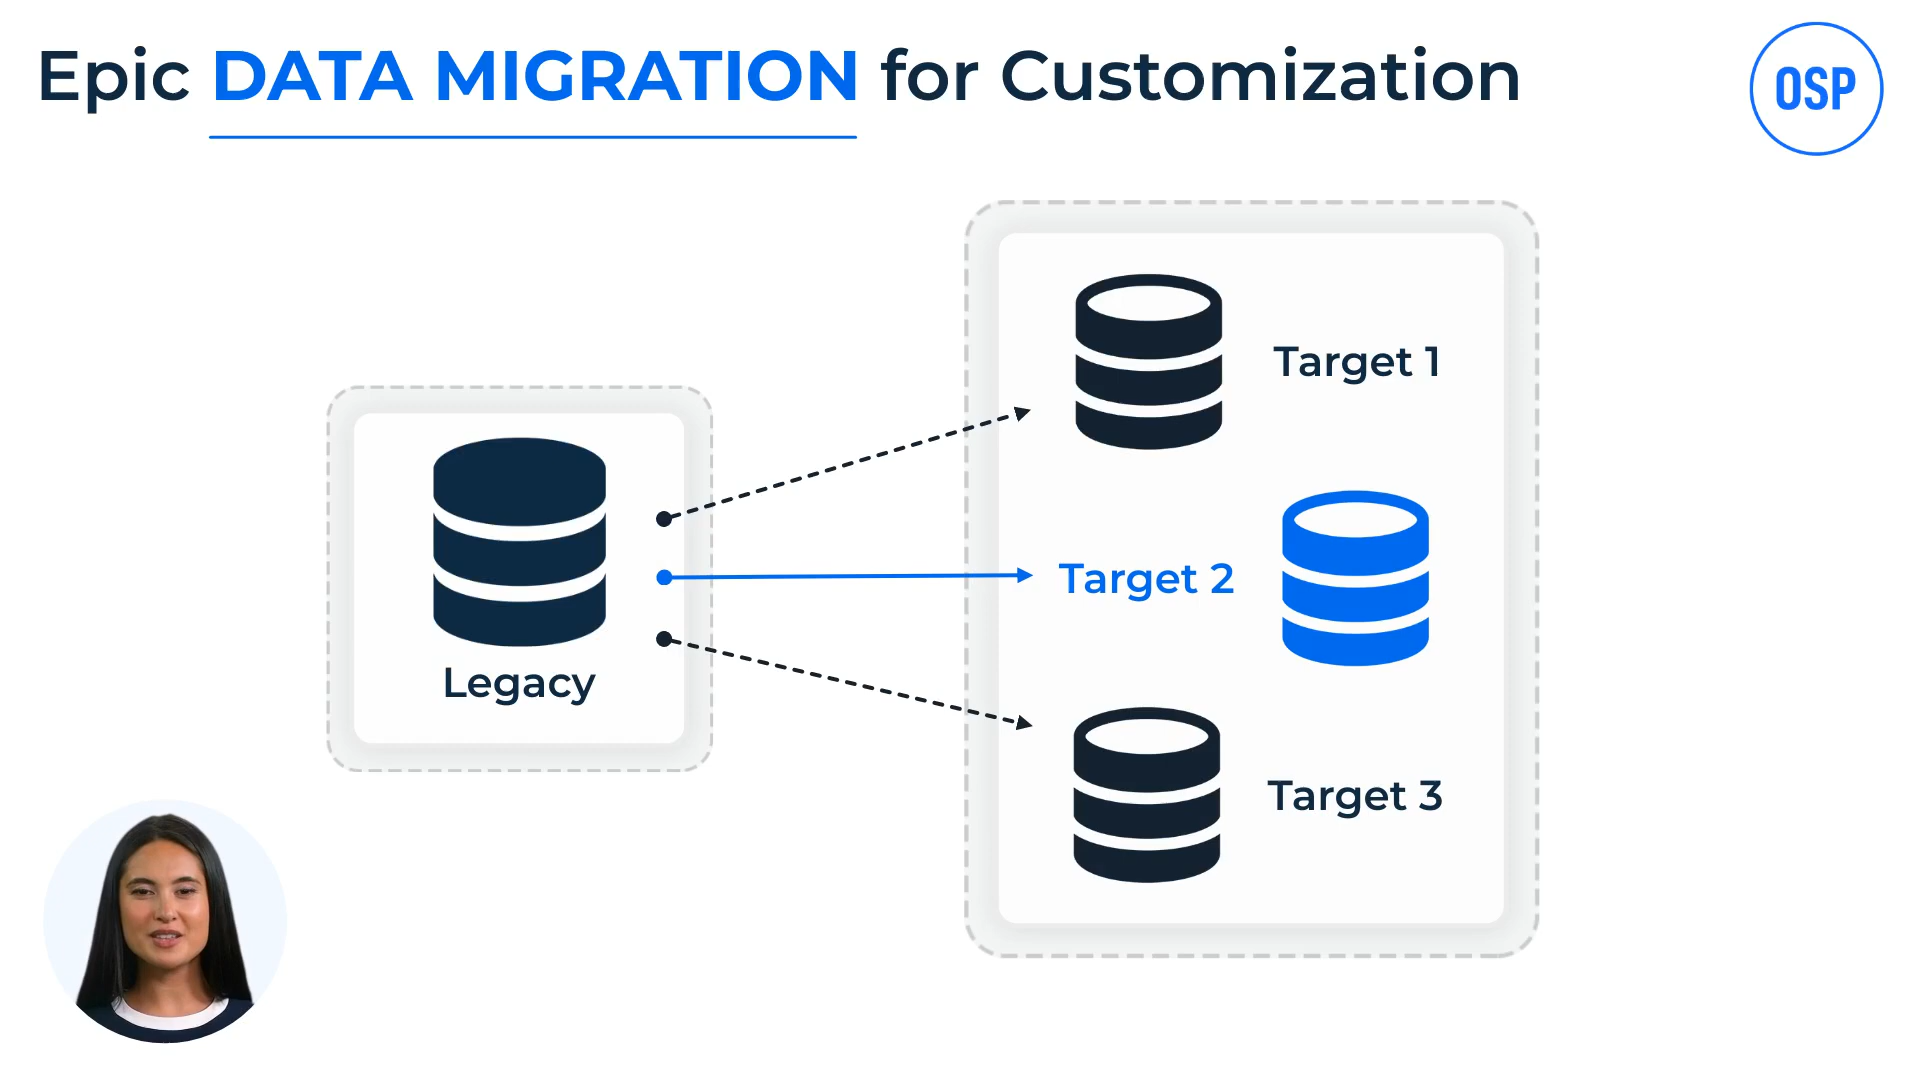 Epic DATA MIGRATION for Customization
OSP
Target 1
Target 2
Legacy
Target 3